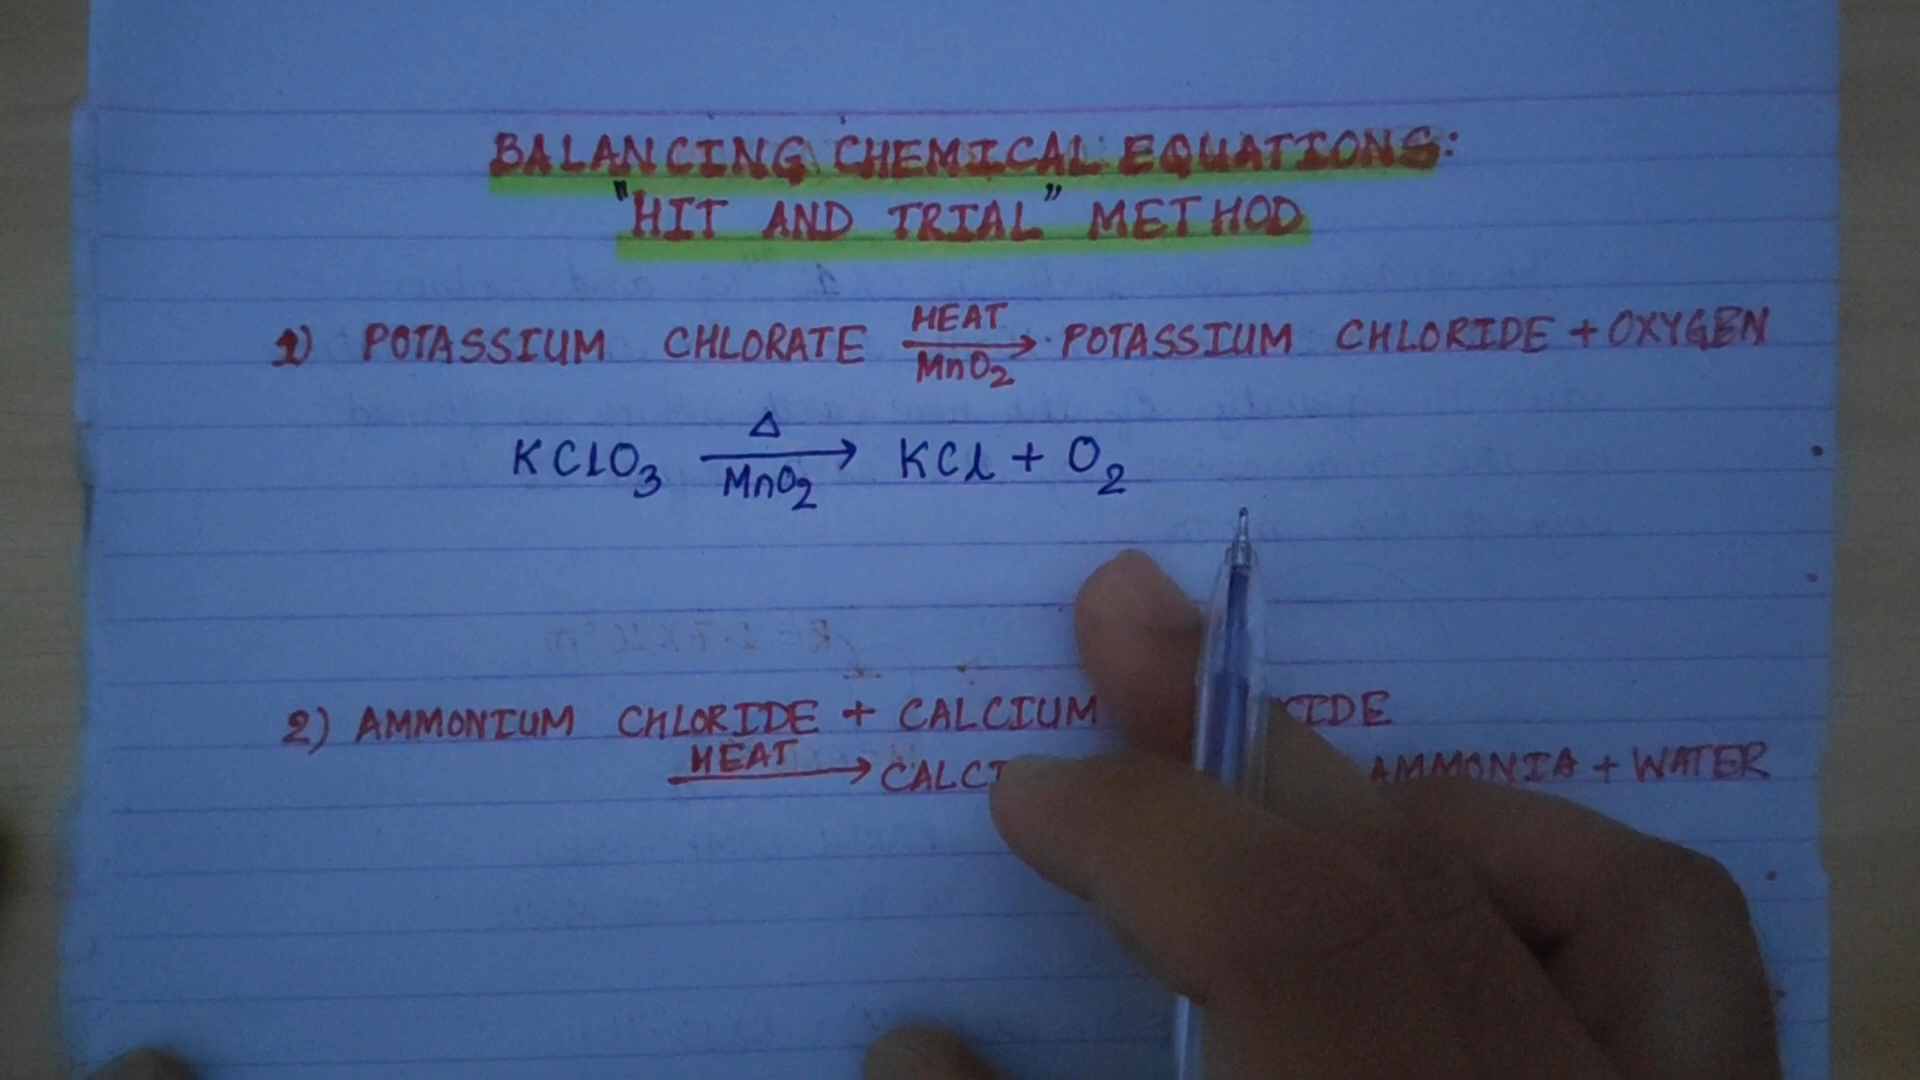 BALANCING CHEMICAL EQUATIONS:
"HIT AND TRIAL" METHOD
1) POTASSIUM CHLORATE HEAT MnO2 → POTASSIUM CHLORIDE + OXYGEN
KClO3 Δ MnO2 → KCl + O2
2) AMMONIUM CHLORIDE + CALCIUM
HEAT → AMMONIA + WATER